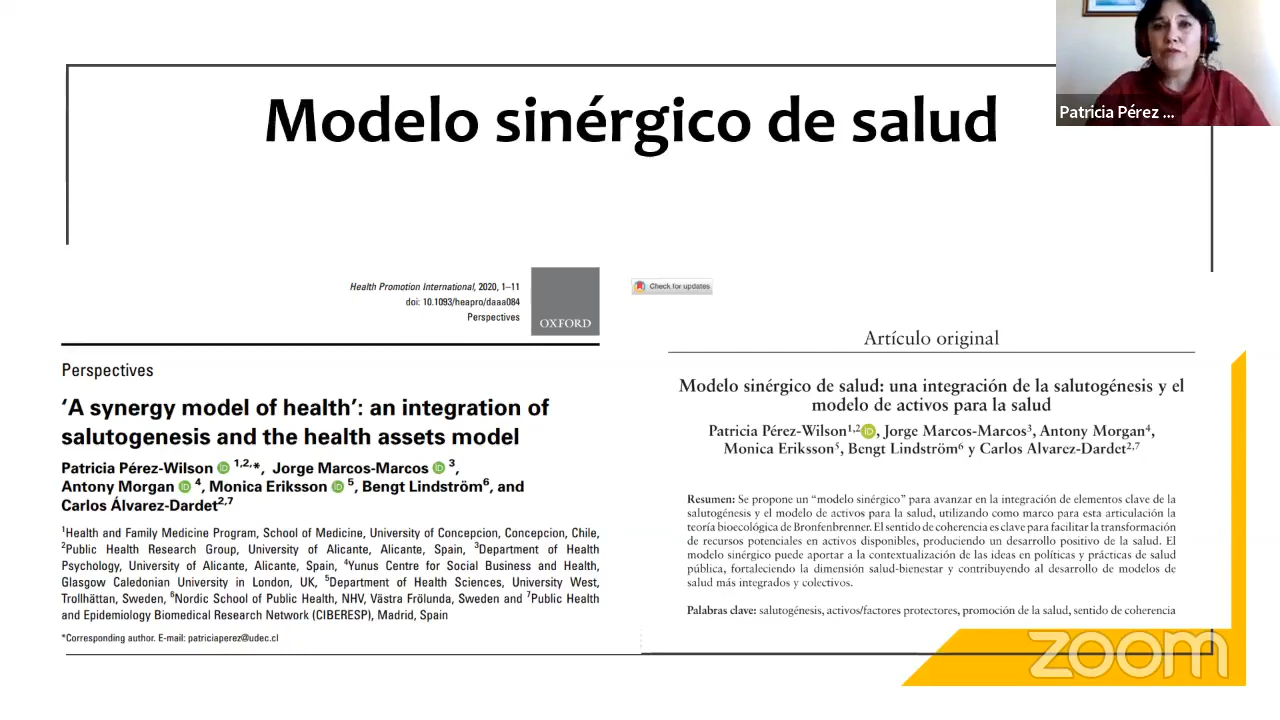 Modelo sinérgico de salud
Patricia Pérez ...
Health Promotion International, 2020, 1–11
doi: 10.1093/heapro/daaa084
Perspectives
OXFORD
Perspectives
‘A synergy model of health’: an integration of
salutogenesis and the health assets model
Patricia Pérez-Wilson iD 1,2,*, Jorge Marcos-Marcos iD 3,
Antony Morgan iD 4, Monica Eriksson iD 5, Bengt Lindström6, and
Carlos Álvarez-Dardet2,7
1Health and Family Medicine Program, School of Medicine, University of Concepcion, Concepcion, Chile,
2Public Health Research Group, University of Alicante, Alicante, Spain, 3Department of Health
Psychology, University of Alicante, Alicante, Spain, 4Yunus Centre for Social Business and Health,
Glasgow Caledonian University in London, UK, 5Department of Health Sciences, University West,
Trollhättan, Sweden, 6Nordic School of Public Health, NHV, Västra Frölunda, Sweden and 7Public Health
and Epidemiology Biomedical Research Network (CIBERESP), Madrid, Spain
*Corresponding author. E-mail: patriciaperez@udec.cl
Check for updates
Artículo original
Modelo sinérgico de salud: una integración de la salutogénesis y el
modelo de activos para la salud
Patricia Pérez-Wilson1,2 iD, Jorge Marcos-Marcos3, Antony Morgan4,
Monica Eriksson5, Bengt Lindström6 y Carlos Alvarez-Dardet2,7
Resumen: Se propone un “modelo sinérgico” para avanzar en la integración de elementos clave de la
salutogénesis y el modelo de activos para la salud, utilizando como marco para esta articulación la
teoría bioecológica de Bronfenbrenner. El sentido de coherencia es clave para facilitar la transformación
de recursos potenciales en activos disponibles, produciendo un desarrollo positivo de la salud. El
modelo sinérgico puede aportar a la contextualización de las ideas en políticas y prácticas de salud
pública, fortaleciendo la dimensión salud-bienestar y contribuyendo al desarrollo de modelos de
salud más integrados y colectivos.
Palabras clave: salutogénesis, activos/factores protectores, promoción de la salud, sentido de coherencia
zoom